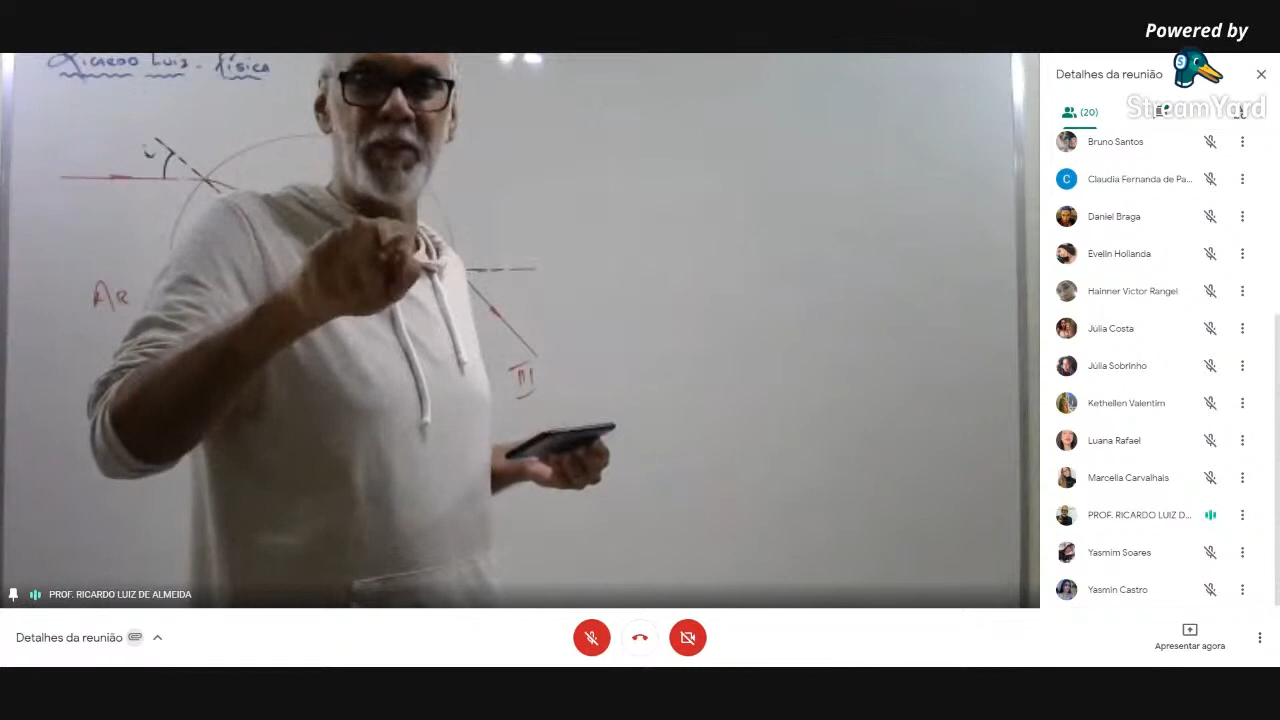 Powered by
StreamYard
Ricardo Luiz - Física
i
AR
III
PROF. RICARDO LUIZ DE ALMEIDA
Detalhes da reunião
(20)
Bruno Santos
Claudia Fernanda de Pa...
Daniel Braga
Evelin Hollanda
Hainner Victor Rangel
Júlia Costa
Júlia Sobrinho
Kethellen Valentim
Luana Rafael
Marcella Carvalhais
PROF. RICARDO LUIZ D...
Yasmim Soares
Yasmin Castro
Detalhes da reunião
Apresentar agora